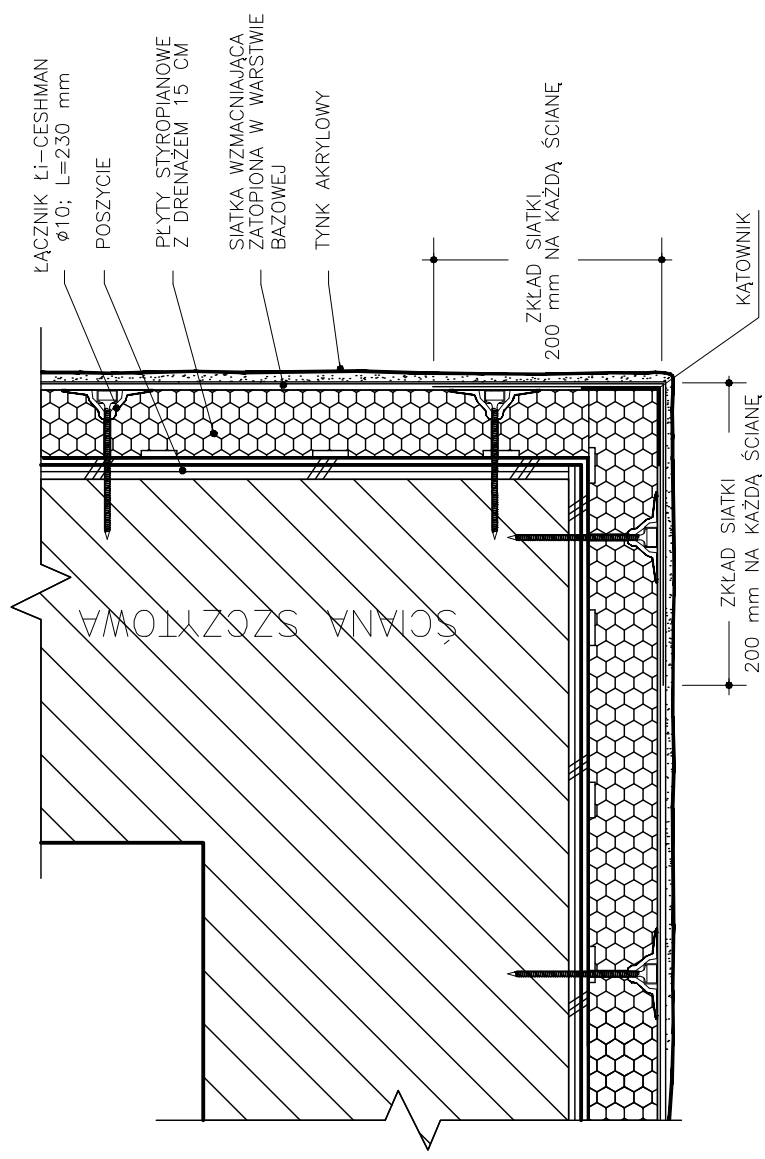 ŁĄCZNIK ŁI-CESHMAN
ø10; L=230 mm
POSZYCIE
PŁYTY STYROPIANOWE
Z DRENAŻEM 15 CM
SIATKA WZMACNIAJĄCA
ZATOPIONA W WARSTWIE
BAZOWEJ
TYNK AKRYLOWY
ZKŁAD SIATKI
200 mm NA KAŻDĄ ŚCIANĘ
KĄTOWNIK
ZKŁAD SIATKI
200 mm NA KAŻDĄ ŚCIANĘ
ŚCIANA SZCZYTOWA